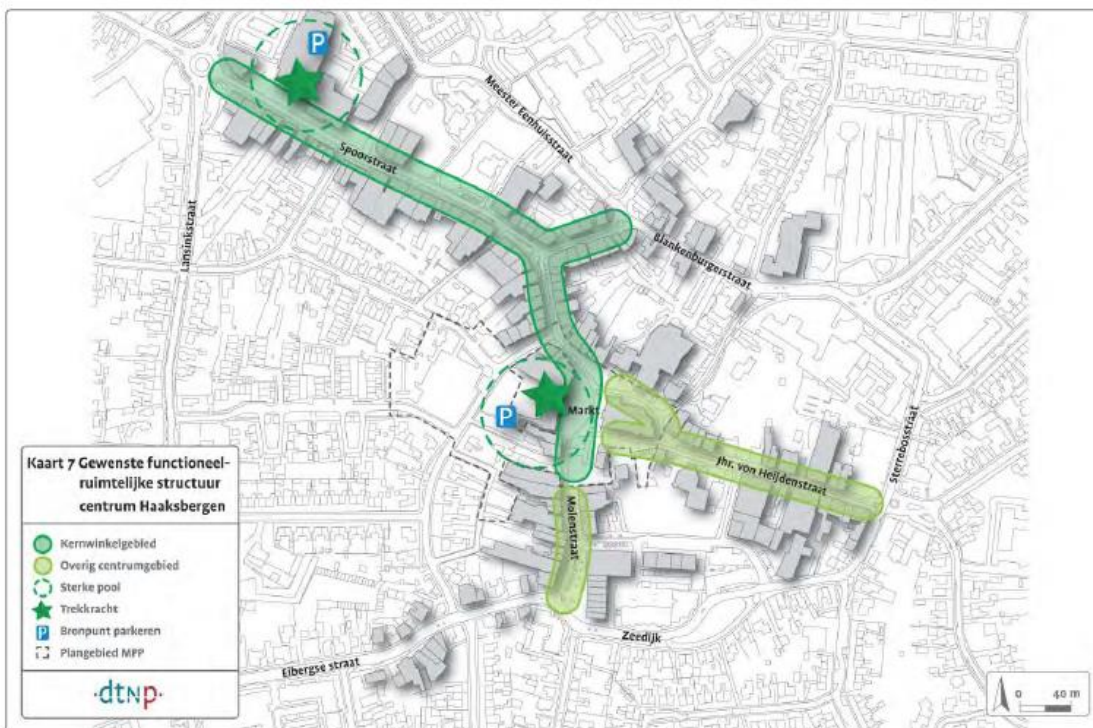 P
Meester Eenhuisstraat
Spoorstraat
Lansinkstraat
Blankenburgerstraat
P
Markt
Sterrebosstraat
Jhr. von Heijdenstraat
Molenstraat
Zeedijk
Eibergse straat
Kaart 7 Gewenste functioneel-
ruimtelijke structuur
centrum Haaksbergen
Kernwinkelgebied
Overig centrumgebied
Sterke pool
Trekkracht
P Bronpunt parkeren
Plangebied MPP
·dtnp·
0 40 m